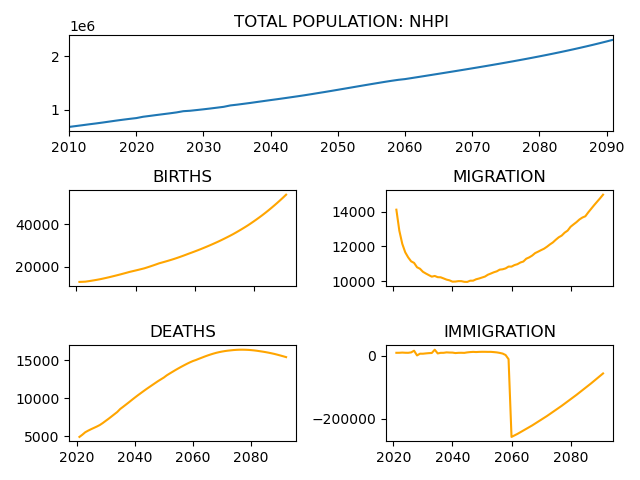 TOTAL POPULATION: NHPI
1e6
2
1
2010 2020 2030 2040 2050 2060 2070 2080 2090
BIRTHS
40000
20000
MIGRATION
14000
12000
10000
DEATHS
15000
10000
5000
2020 2040 2060 2080
IMMIGRATION
0
−200000
2020 2040 2060 2080